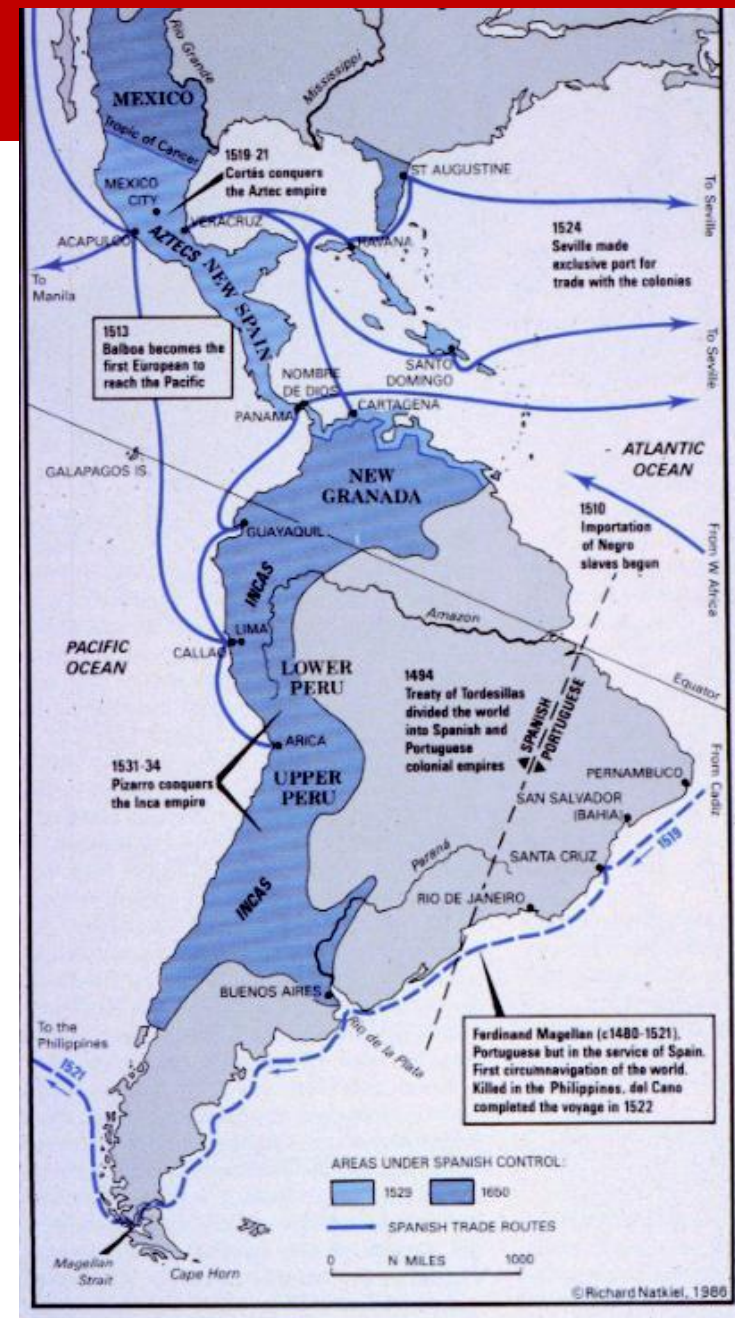 Rio Grande
Mississippi
MEXICO
Tropic of Cancer
1519-21
Cortés conquers
the Aztec empire
ST AUGUSTINE
To Seville
MEXICO
CITY
VERACRUZ
HAVANA
1524
Seville made
exclusive port for
trade with the colonies
ACAPULCO
AZTECS
NEW SPAIN
To
Manila
1513
Balboa becomes the
first European to
reach the Pacific
NOMBRE
DE DIOS
SANTO
DOMINGO
To Seville
PANAMA
CARTAGENA
GALAPAGOS IS.
NEW
GRANADA
ATLANTIC
OCEAN
GUAYAQUIL
1510
Importation
of Negro
slaves begun
From W Africa
INCAS
Amazon
PACIFIC
OCEAN
LIMA
CALLAO
LOWER
PERU
1494
Treaty of Tordesillas
divided the world
into Spanish and
Portuguese
colonial empires
SPANISH
PORTUGUESE
Equator
ARICA
1531-34
Pizarro conquers
the Inca empire
UPPER
PERU
PERNAMBUCO
From Cadiz
SAN SALVADOR
(BAHIA)
1519
Paraná
SANTA CRUZ
INCAS
RIO DE JANEIRO
BUENOS AIRES
Rio de la Plata
To the
Philippines
1521
Ferdinand Magellan (c1480-1521),
Portuguese but in the service of Spain.
First circumnavigation of the world.
Killed in the Philippines, del Cano
completed the voyage in 1522
AREAS UNDER SPANISH CONTROL:
1529 1650
SPANISH TRADE ROUTES
0 N MILES 1000
Magellan
Strait
Cape Horn
© Richard Natkiel, 1986